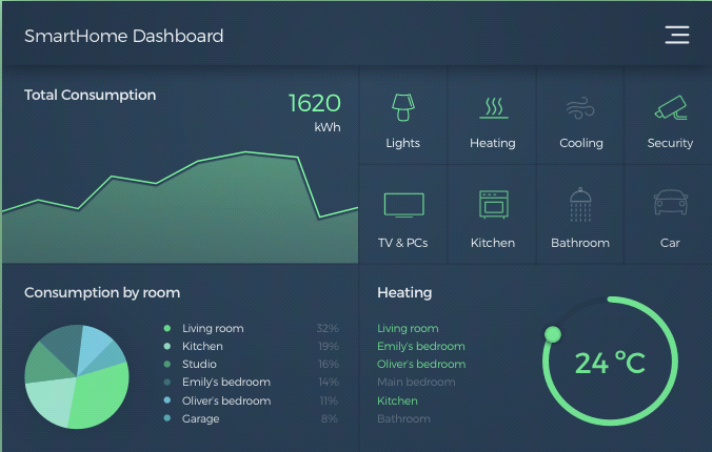 SmartHome Dashboard
Total Consumption
1620
kWh
Lights
Heating
Cooling
Security
TV & PCs
Kitchen
Bathroom
Car
Consumption by room
Living room 32%
Kitchen 19%
Studio 16%
Emily's bedroom 14%
Oliver's bedroom 11%
Garage 8%
Heating
Living room
Emily's bedroom
Oliver's bedroom
Main bedroom
Kitchen
Bathroom
24 ºC